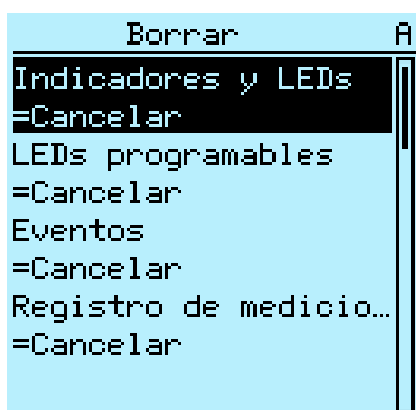 Borrar A
Indicadores y LEDs
=Cancelar
LEDs programables
=Cancelar
Eventos
=Cancelar
Registro de medicio…
=Cancelar